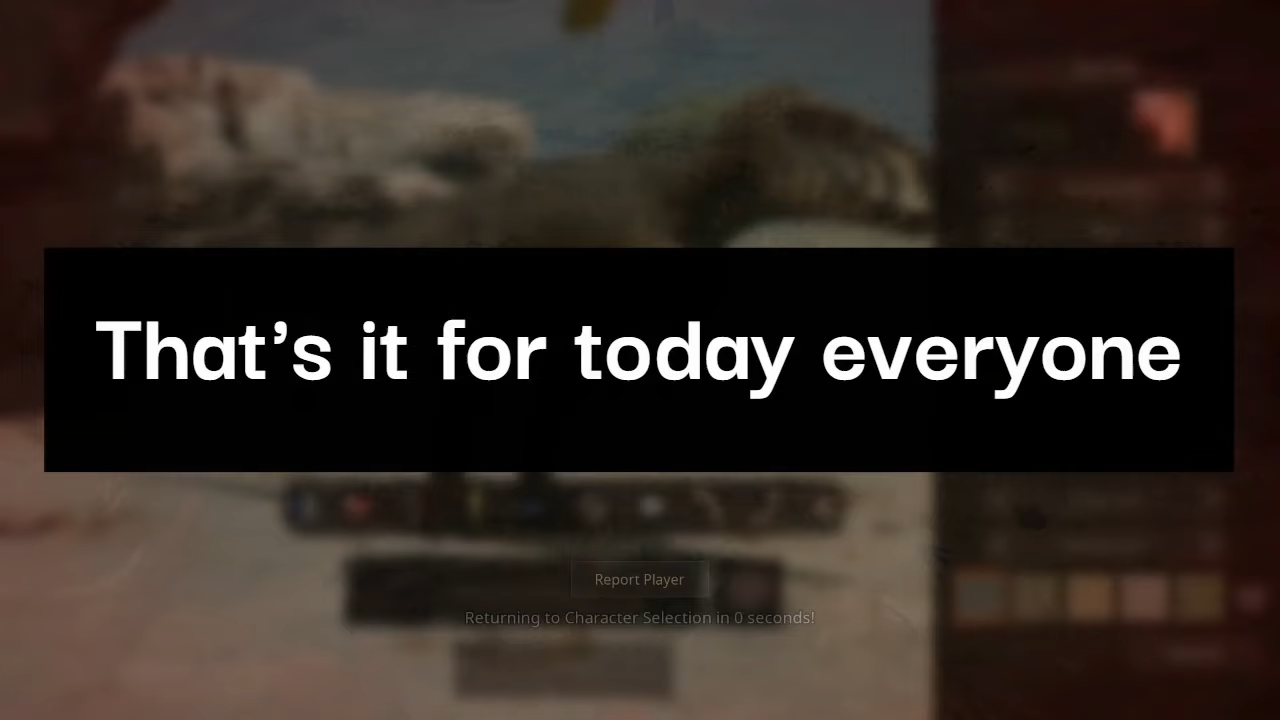 That's it for today everyone
Report Player
Returning to Character Selection in 0 seconds!